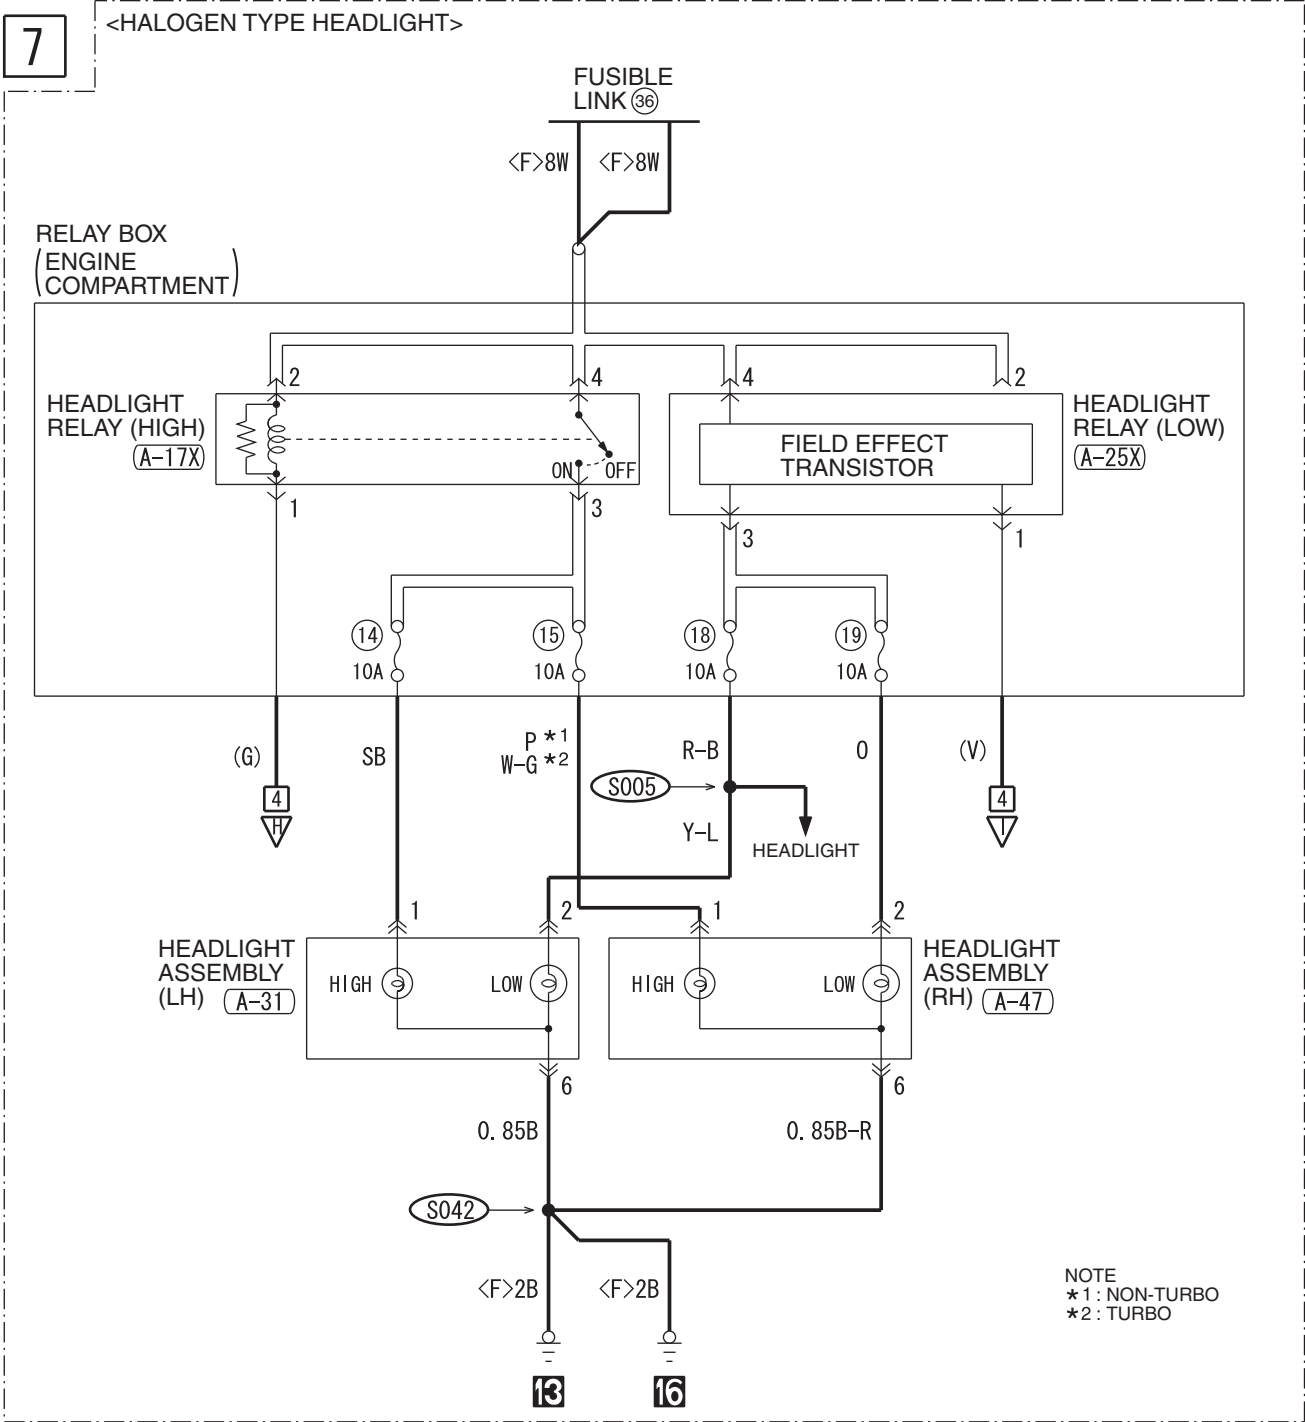 7
<HALOGEN TYPE HEADLIGHT>
FUSIBLE
LINK 36
<F>8W <F>8W
RELAY BOX
(ENGINE
COMPARTMENT)
2 4 4 2
HEADLIGHT
RELAY (HIGH)
A-17X
ON OFF
FIELD EFFECT
TRANSISTOR
HEADLIGHT
RELAY (LOW)
A-25X
1 3 3 1
14 15 18 19
10A 10A 10A 10A
(G) SB P *1 R-B O (V)
W-G *2
S005
4 4
H I
Y-L
HEADLIGHT
1 2 1 2
HEADLIGHT
ASSEMBLY
(LH) A-31
HIGH LOW HIGH LOW
HEADLIGHT
ASSEMBLY
(RH) A-47
6 6
0.85B 0.85B-R
S042
<F>2B <F>2B
NOTE
*1 : NON-TURBO
*2 : TURBO
13 16